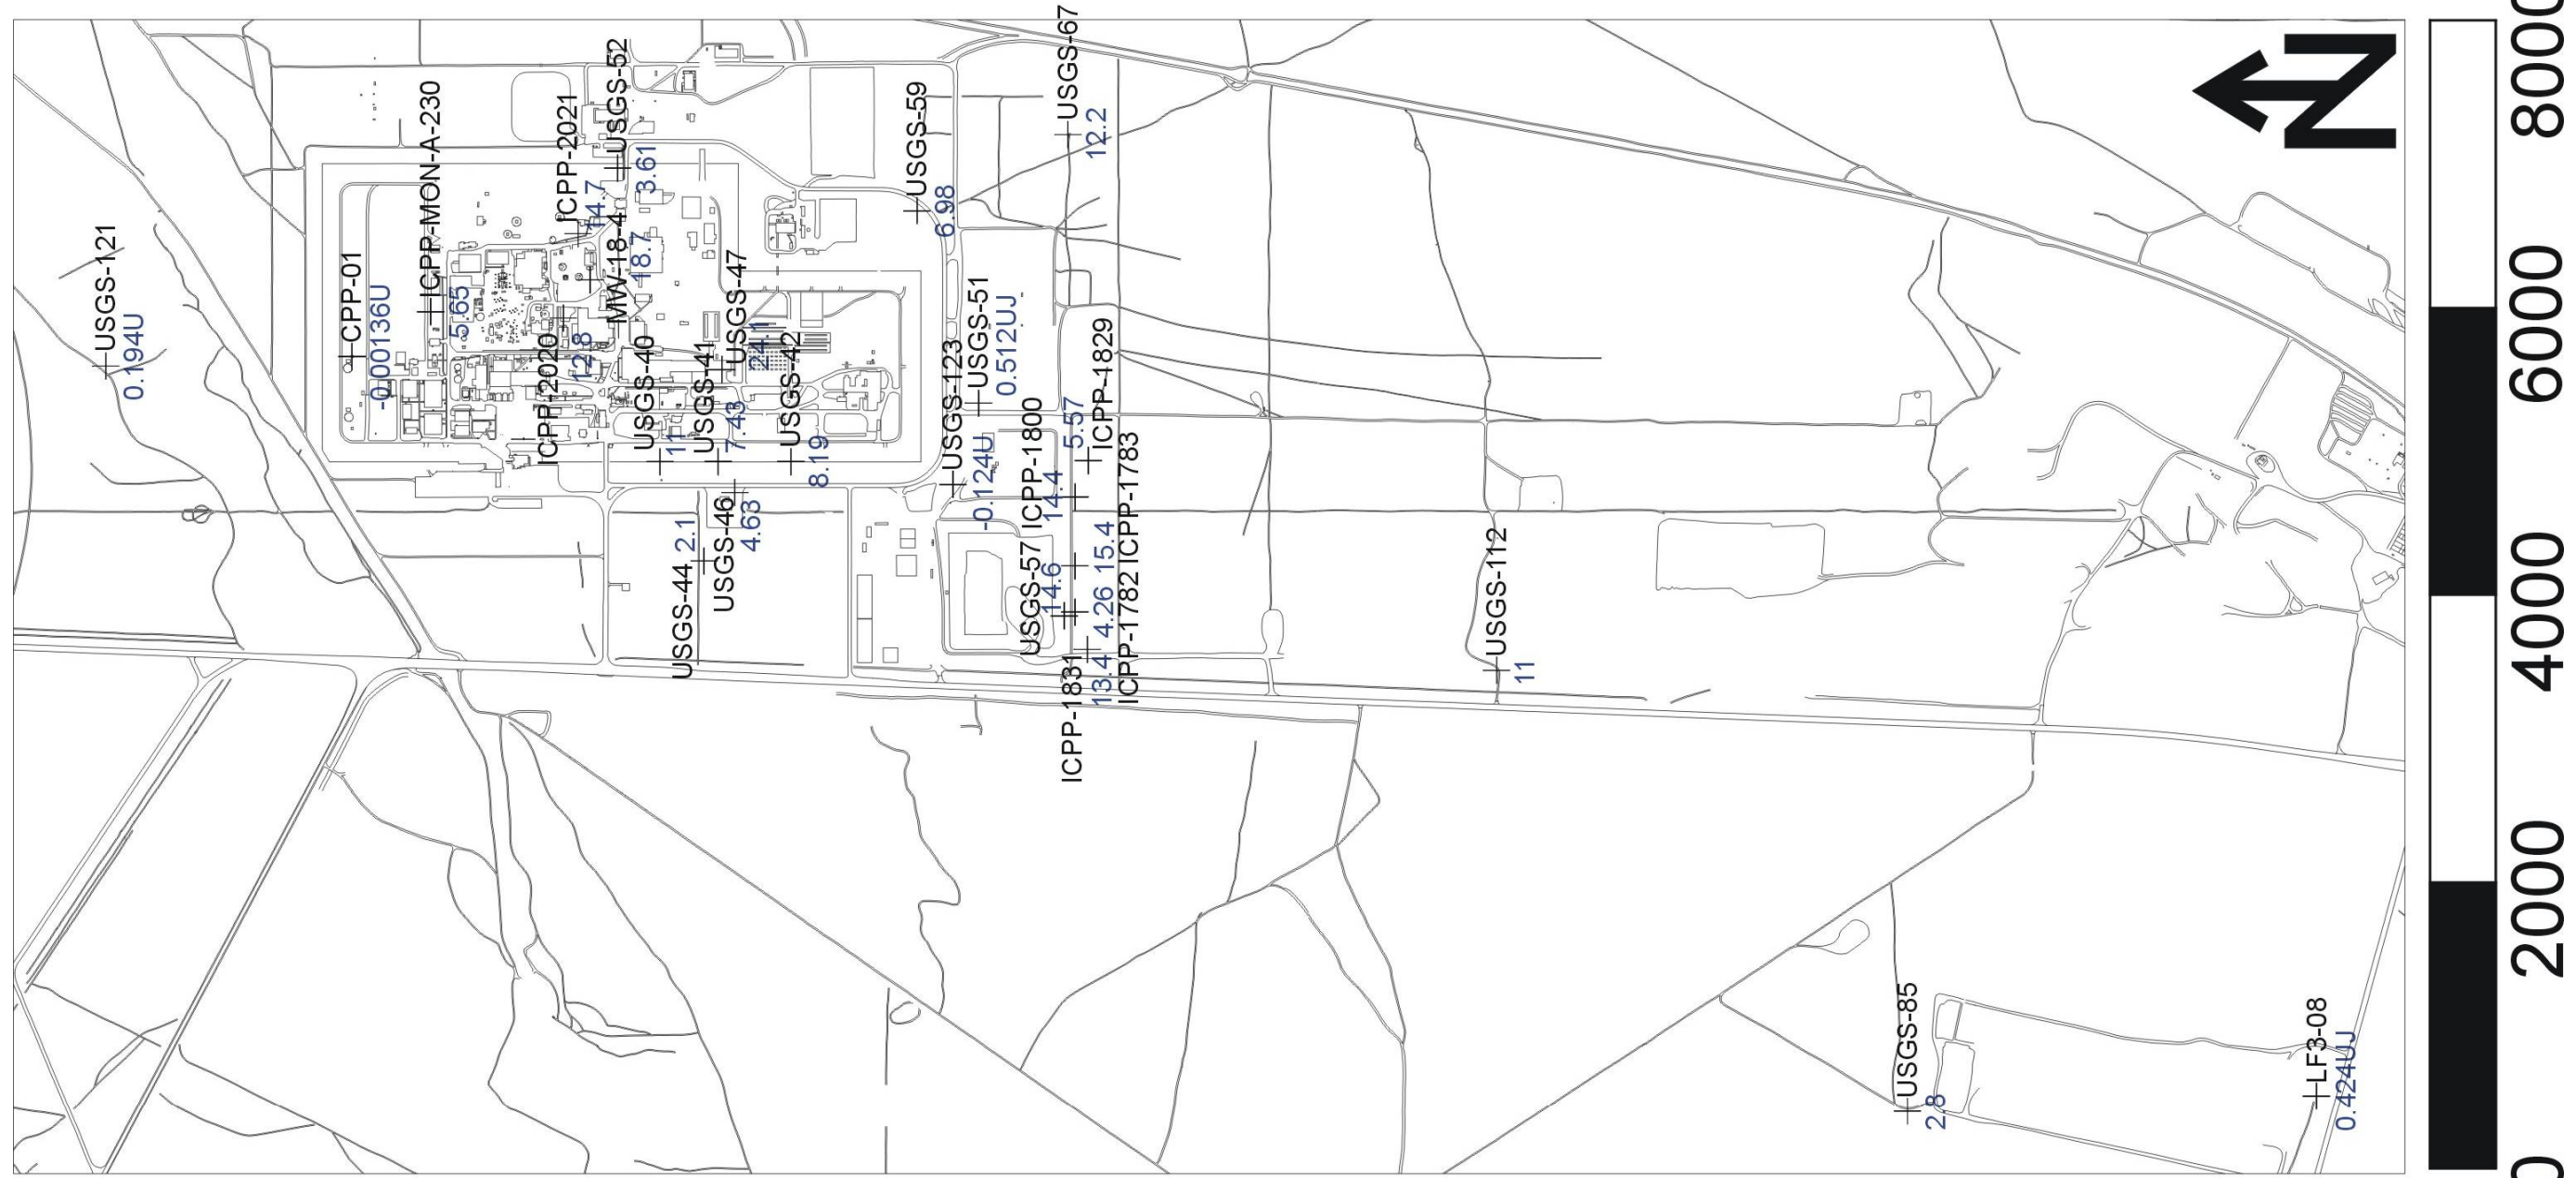 USGS-121
0.194U
ICPP-01
-0.00136U
ICPP-MON-A-230
5.65
ICPP-2021
14.7
USGS-52
3.61
MW-18-4
18.7
ICPP-2020
12.8
USGS-40
11
USGS-41
7.43
USGS-47
24.1
USGS-42
8.19
USGS-44
2.1
USGS-46
4.63
USGS-59
6.98
USGS-123
-0.124U
USGS-51
0.512UJ
USGS-67
12.2
ICPP-1800
14.4
ICPP-1829
5.57
USGS-57
14.6
ICPP-1783
15.4
ICPP-1782
4.26
ICPP-1831
13.4
USGS-112
11
USGS-85
2.8
LF3-08
0.424UJ
N
0
2000
4000
6000
8000